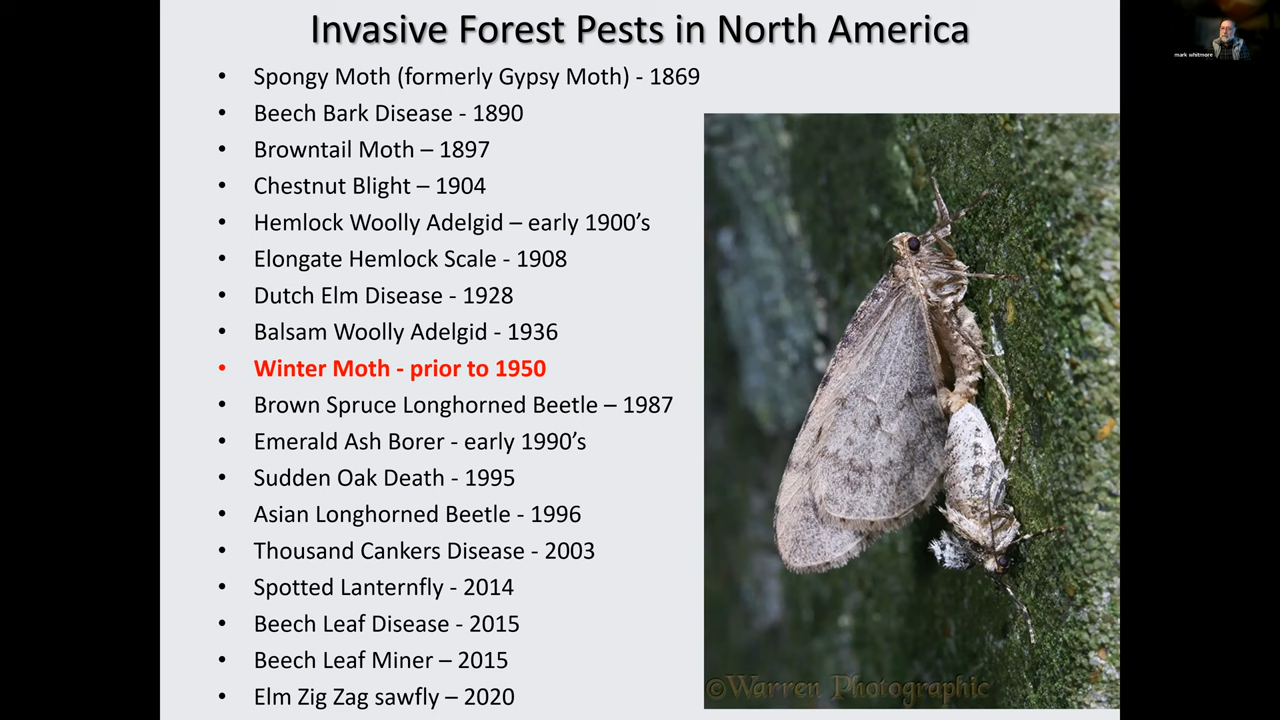 Invasive Forest Pests in North America
mark whitmore
• Spongy Moth (formerly Gypsy Moth) - 1869
• Beech Bark Disease - 1890
• Browntail Moth – 1897
• Chestnut Blight – 1904
• Hemlock Woolly Adelgid – early 1900’s
• Elongate Hemlock Scale - 1908
• Dutch Elm Disease - 1928
• Balsam Woolly Adelgid - 1936
• Winter Moth - prior to 1950
• Brown Spruce Longhorned Beetle – 1987
• Emerald Ash Borer - early 1990’s
• Sudden Oak Death - 1995
• Asian Longhorned Beetle - 1996
• Thousand Cankers Disease - 2003
• Spotted Lanternfly - 2014
• Beech Leaf Disease - 2015
• Beech Leaf Miner – 2015
• Elm Zig Zag sawfly – 2020
©Warren Photographic